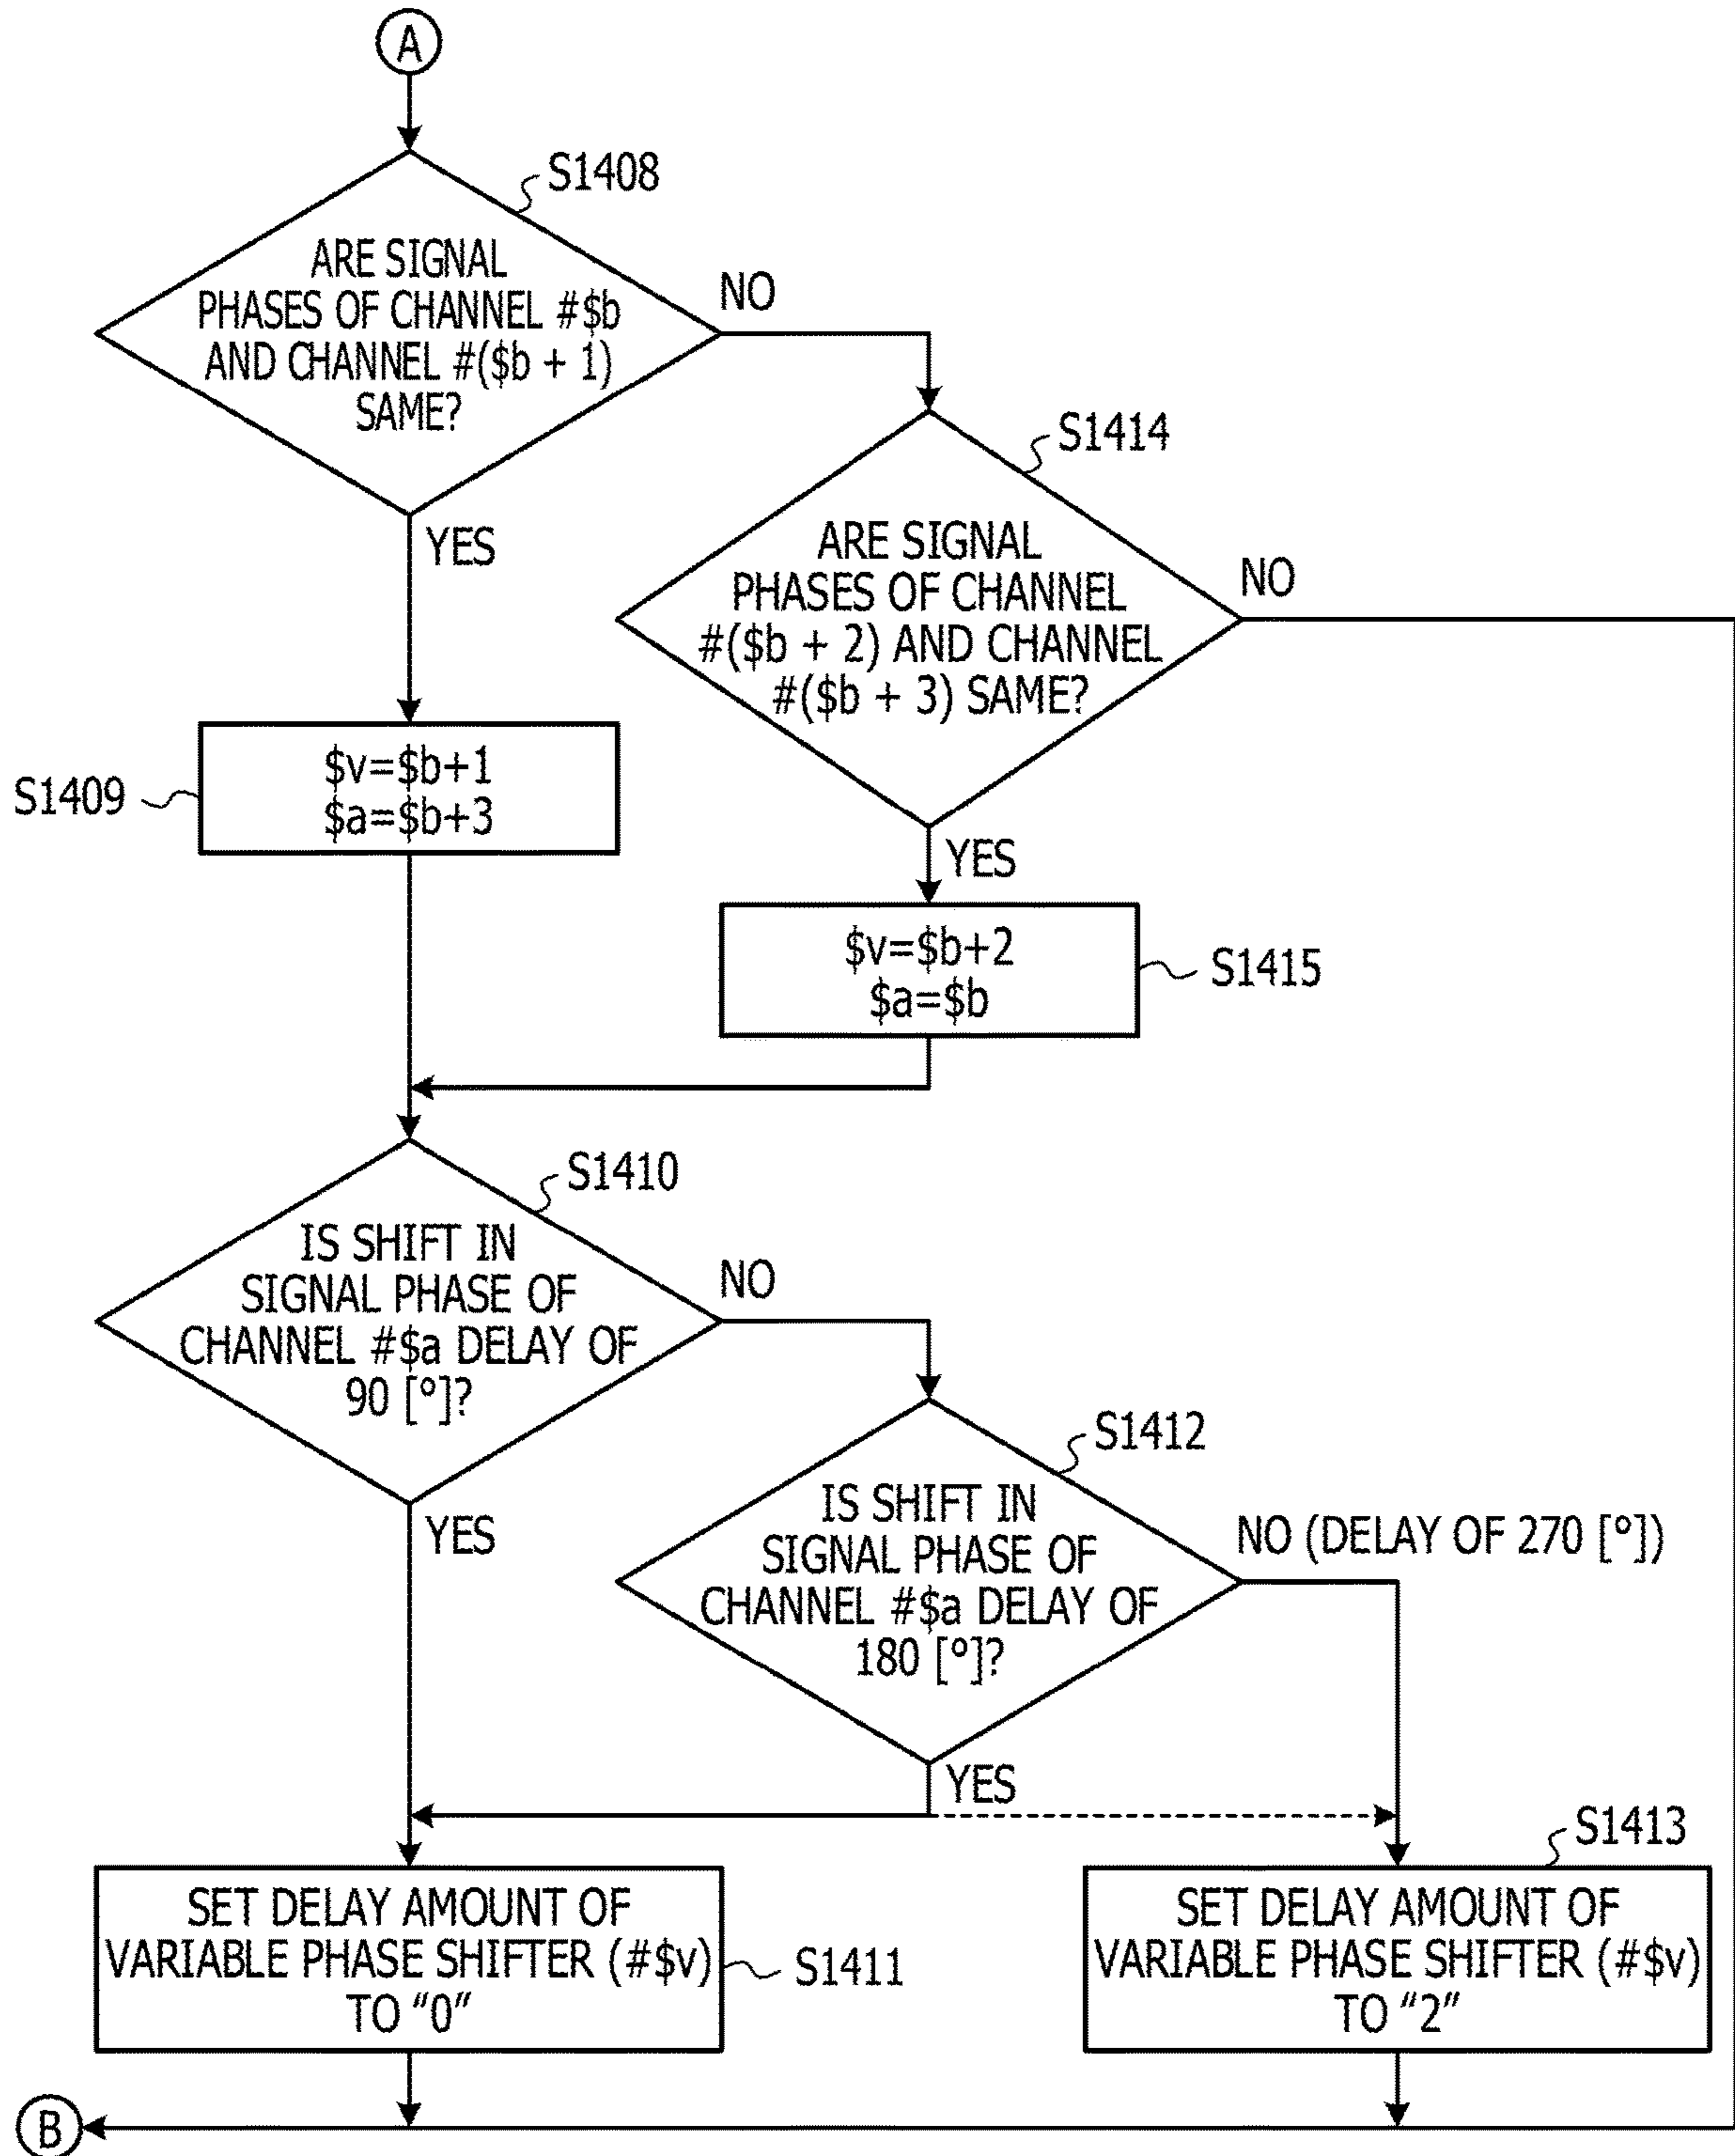 A
S1408
ARE SIGNAL
PHASES OF CHANNEL #$b
AND CHANNEL #($b + 1)
SAME?
NO
YES
S1414
ARE SIGNAL
PHASES OF CHANNEL
#($b + 2) AND CHANNEL
#($b + 3) SAME?
NO
YES
S1409
$v=$b+1
$a=$b+3
$v=$b+2
$a=$b
S1415
S1410
IS SHIFT IN
SIGNAL PHASE OF
CHANNEL #$a DELAY OF
90 [°]?
NO
YES
S1412
IS SHIFT IN
SIGNAL PHASE OF
CHANNEL #$a DELAY OF
180 [°]?
NO (DELAY OF 270 [°])
YES
SET DELAY AMOUNT OF
VARIABLE PHASE SHIFTER (#$v)
TO “0”
S1411
S1413
SET DELAY AMOUNT OF
VARIABLE PHASE SHIFTER (#$v)
TO “2”
B